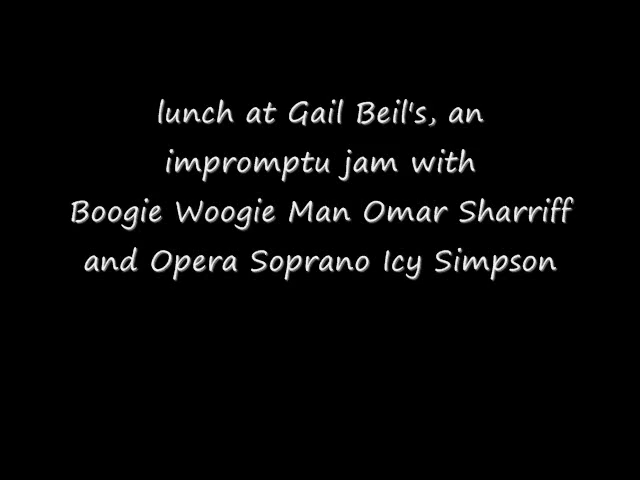 lunch at Gail Beil's, an
impromptu jam with
Boogie Woogie Man Omar Sharriff
and Opera Soprano Icy Simpson